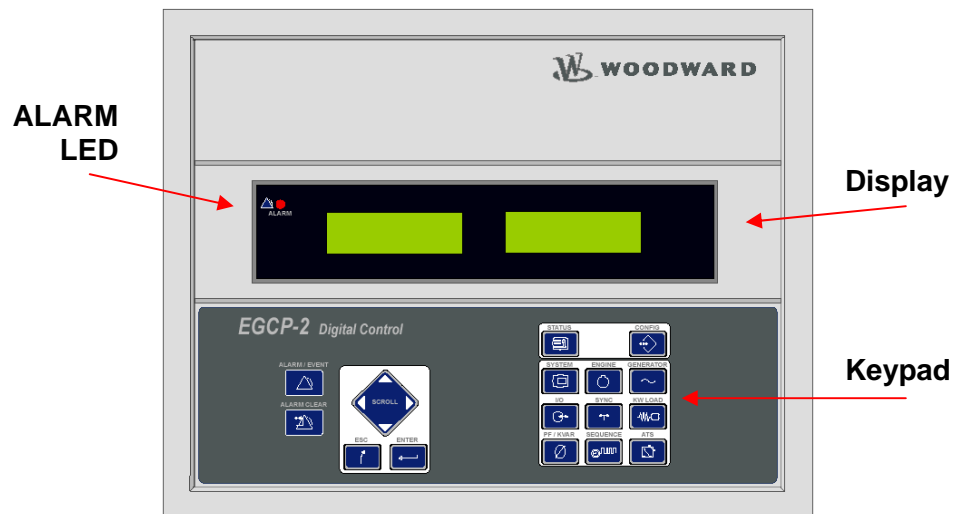 WOODWARD
ALARM
LED
Display
ALARM
EGCP-2 Digital Control
STATUS
CONFIG
ALARM / EVENT
SYSTEM
ENGINE
GENERATOR
Keypad
ALARM CLEAR
SCROLL
I/O
SYNC
KW LOAD
ESC
ENTER
PF / KVAR
SEQUENCE
ATS